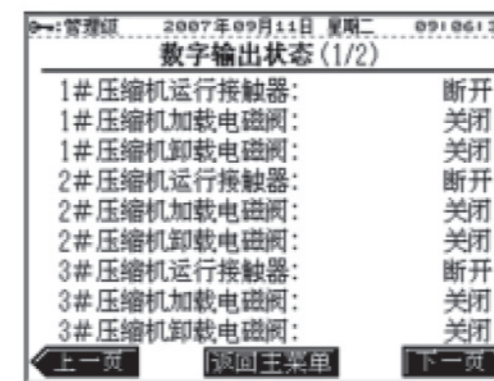 :管理级 2007年09月11日 星期二 09:06:
数字输出状态(1/2)
1#压缩机运行接触器: 断开
1#压缩机加载电磁阀: 关闭
1#压缩机卸载电磁阀: 关闭
2#压缩机运行接触器: 断开
2#压缩机加载电磁阀: 关闭
2#压缩机卸载电磁阀: 关闭
3#压缩机运行接触器: 断开
3#压缩机加载电磁阀: 关闭
3#压缩机卸载电磁阀: 关闭
上一页 返回主菜单 下一页